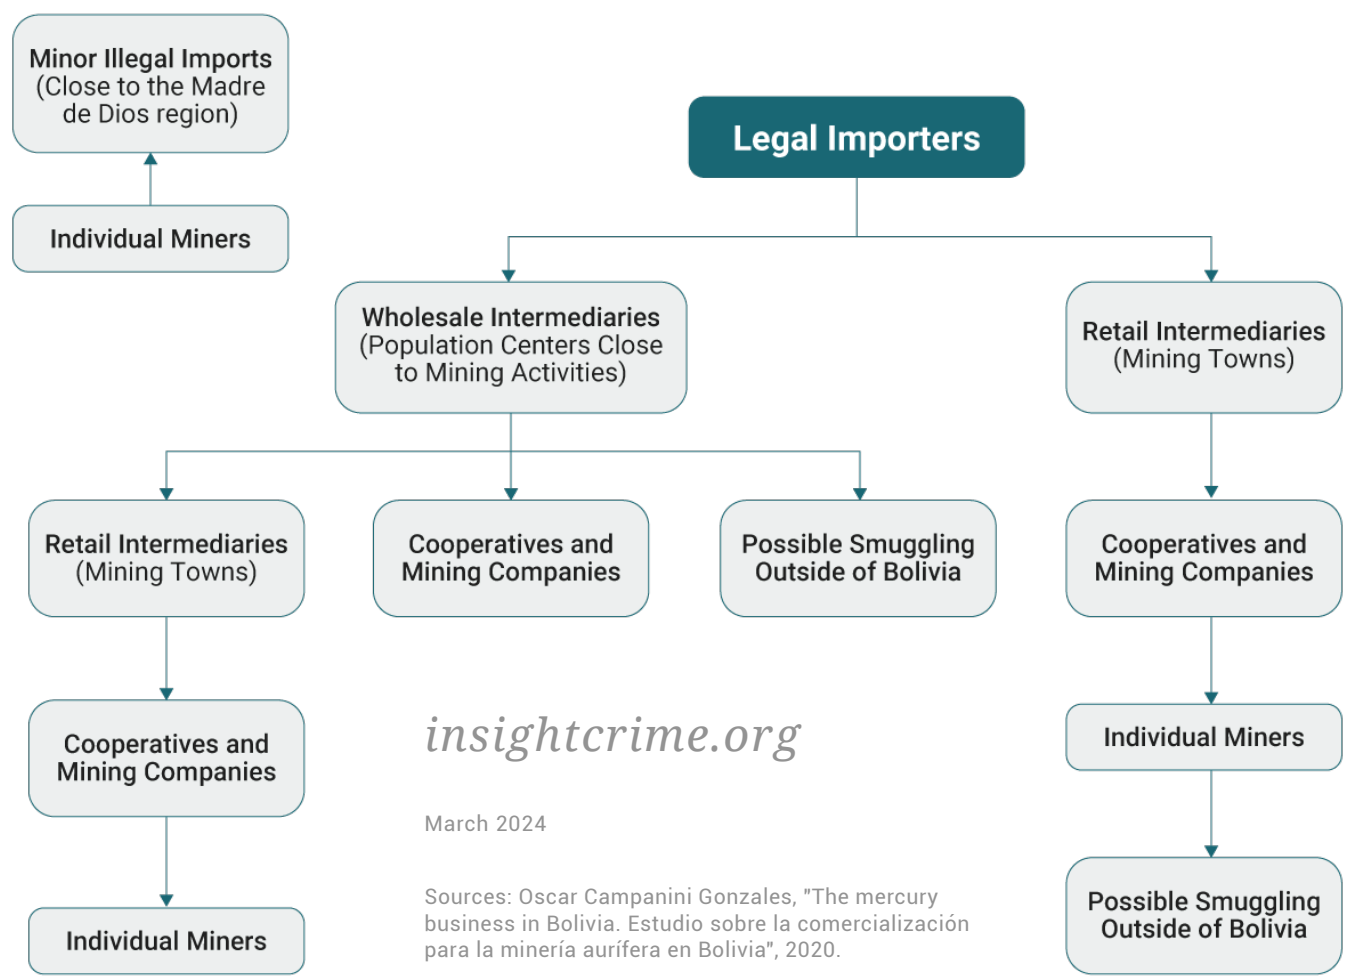 Minor Illegal Imports
(Close to the Madre
de Dios region)
Individual Miners
Legal Importers
Wholesale Intermediaries
(Population Centers Close
to Mining Activities)
Retail Intermediaries
(Mining Towns)
Retail Intermediaries
(Mining Towns)
Cooperatives and
Mining Companies
Possible Smuggling
Outside of Bolivia
Cooperatives and
Mining Companies
Cooperatives and
Mining Companies
Individual Miners
Individual Miners
Possible Smuggling
Outside of Bolivia
insightcrime.org
March 2024
Sources: Oscar Campanini Gonzales, "The mercury
business in Bolivia. Estudio sobre la comercialización
para la minería aurífera en Bolivia", 2020.